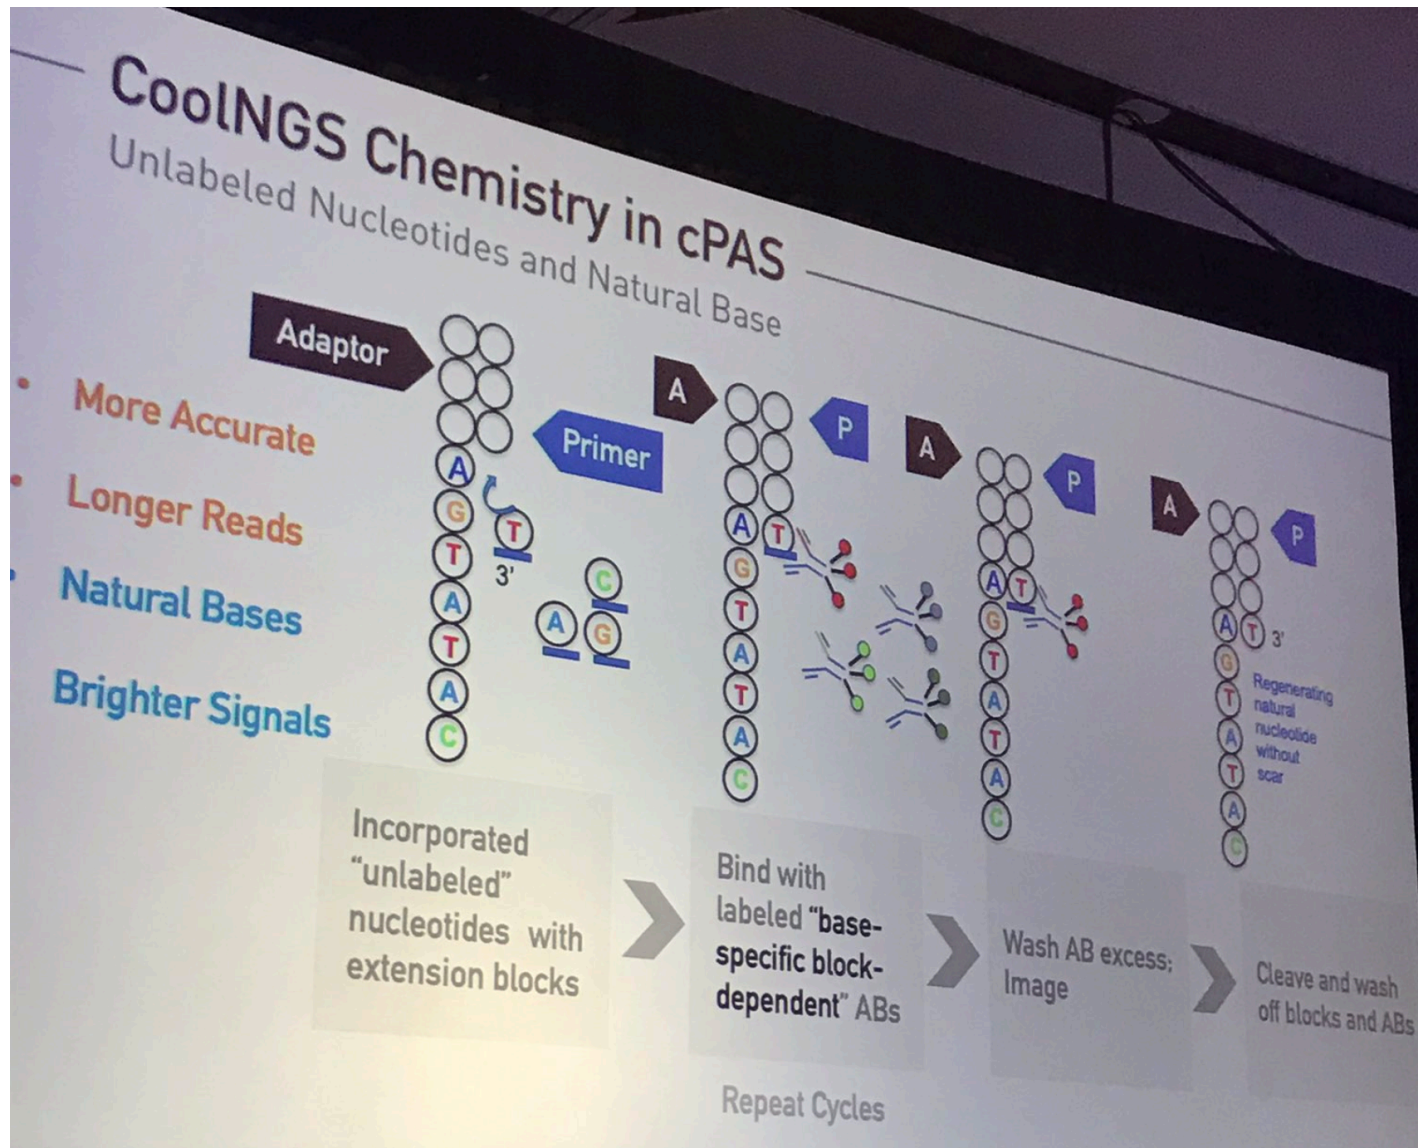 CoolNGS Chemistry in cPAS
Unlabeled Nucleotides and Natural Base
• More Accurate
• Longer Reads
• Natural Bases
Brighter Signals
Adaptor
Primer
A
G
T
A
T
A
C
T
3'
C
A
G
A
P
A
T
G
T
A
T
A
C
A
P
A
T
G
T
A
T
A
C
A
P
A
T
3'
G
T
A
T
A
C
Regenerating
natural
nucleotide
without
scar
Incorporated
“unlabeled”
nucleotides with
extension blocks
Bind with
labeled “base-
specific block-
dependent” ABs
Wash AB excess;
Image
Cleave and wash
off blocks and ABs
Repeat Cycles